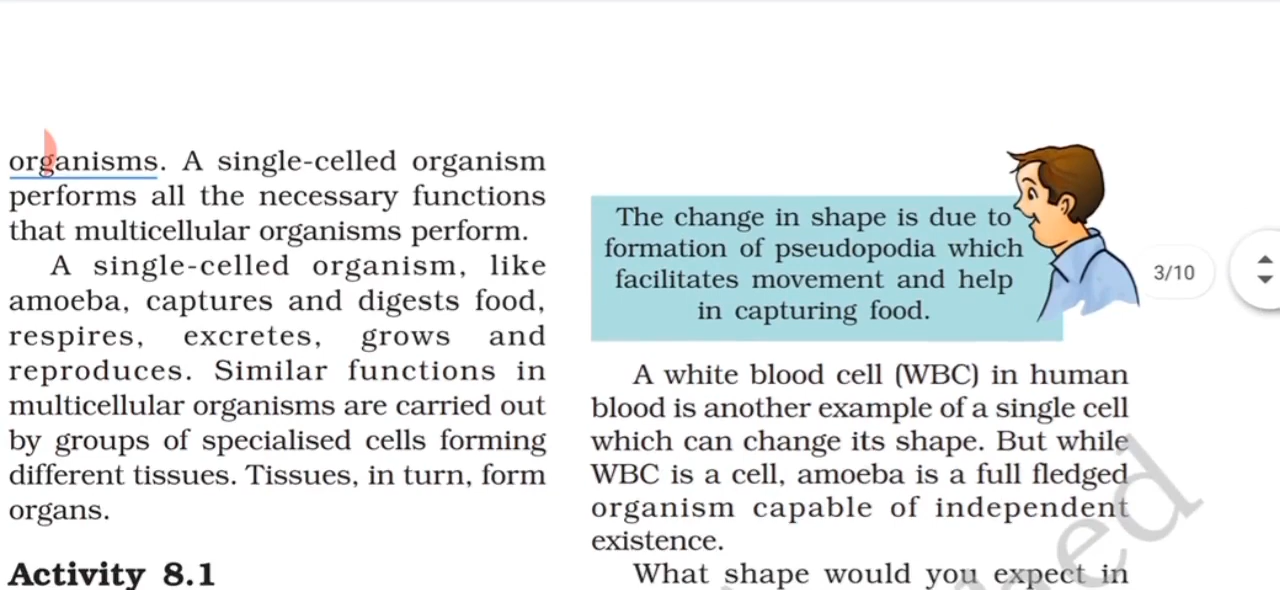 organisms. A single-celled organism
performs all the necessary functions
that multicellular organisms perform.
A single-celled organism, like
amoeba, captures and digests food,
respires, excretes, grows and
reproduces. Similar functions in
multicellular organisms are carried out
by groups of specialised cells forming
different tissues. Tissues, in turn, form
organs.
Activity 8.1
The change in shape is due to
formation of pseudopodia which
facilitates movement and help
in capturing food.
3/10
A white blood cell (WBC) in human
blood is another example of a single cell
which can change its shape. But while
WBC is a cell, amoeba is a full fledged
organism capable of independent
existence.
What shape would you expect in